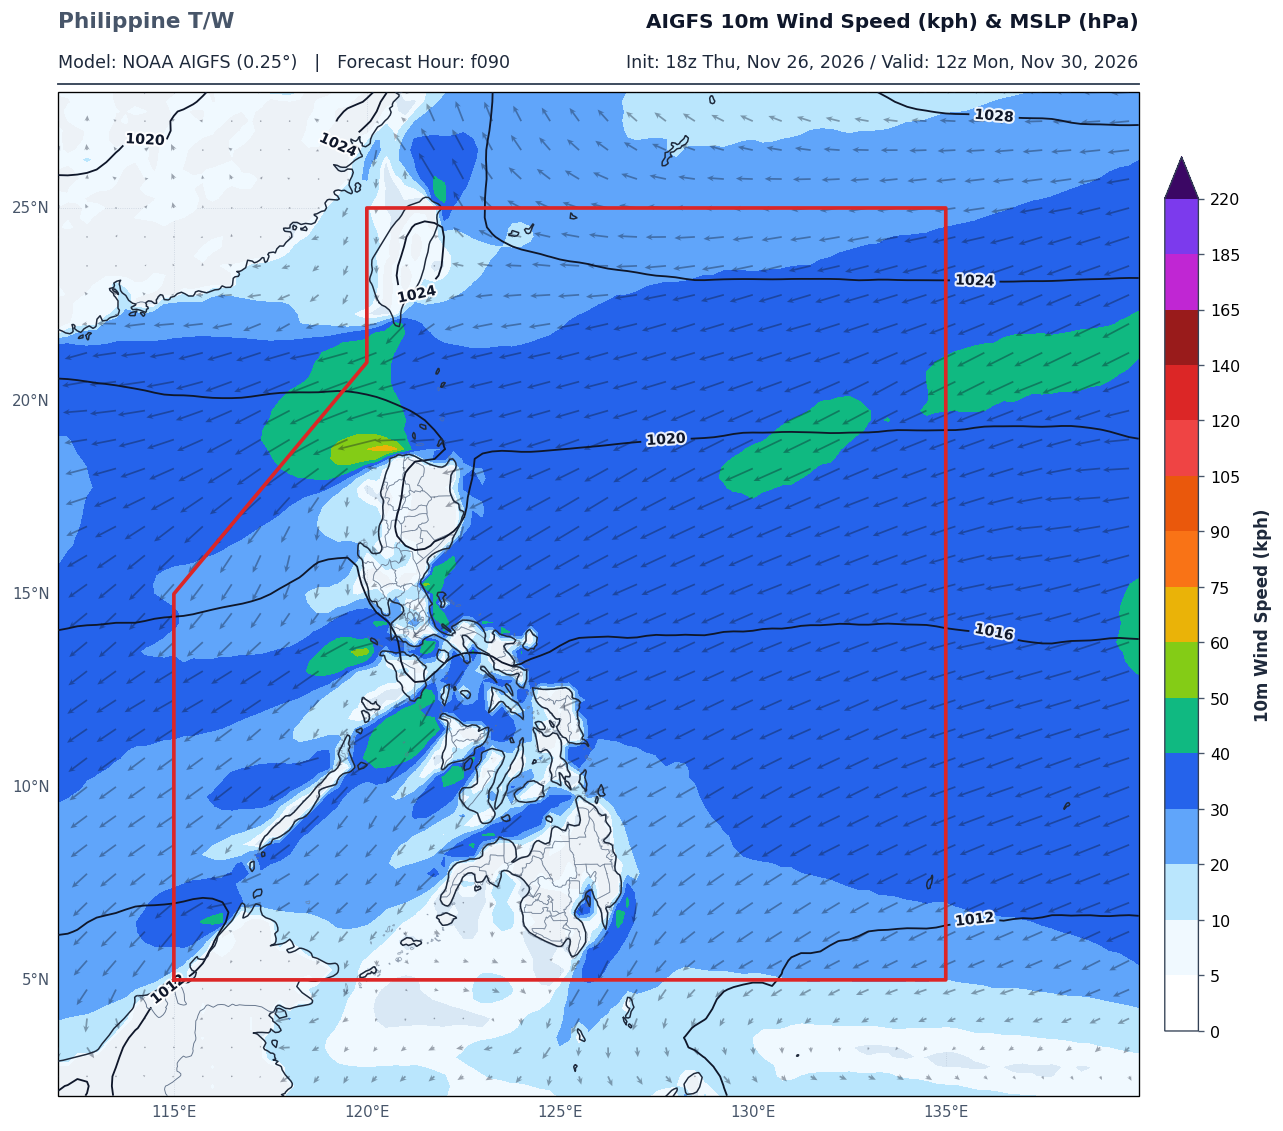 Philippine T/W
AIGFS 10m Wind Speed (kph) & MSLP (hPa)
Model: NOAA AIGFS (0.25°)   |   Forecast Hour: f090
Init: 18z Thu, Nov 26, 2026 / Valid: 12z Mon, Nov 30, 2026
1020
1024
1028
25°N
1024
1024
20°N
1020
15°N
1016
10°N
1012
5°N
1012
115°E
120°E
125°E
130°E
135°E
220
185
165
140
120
105
90
75
60
50
40
30
20
10
5
0
10m Wind Speed (kph)